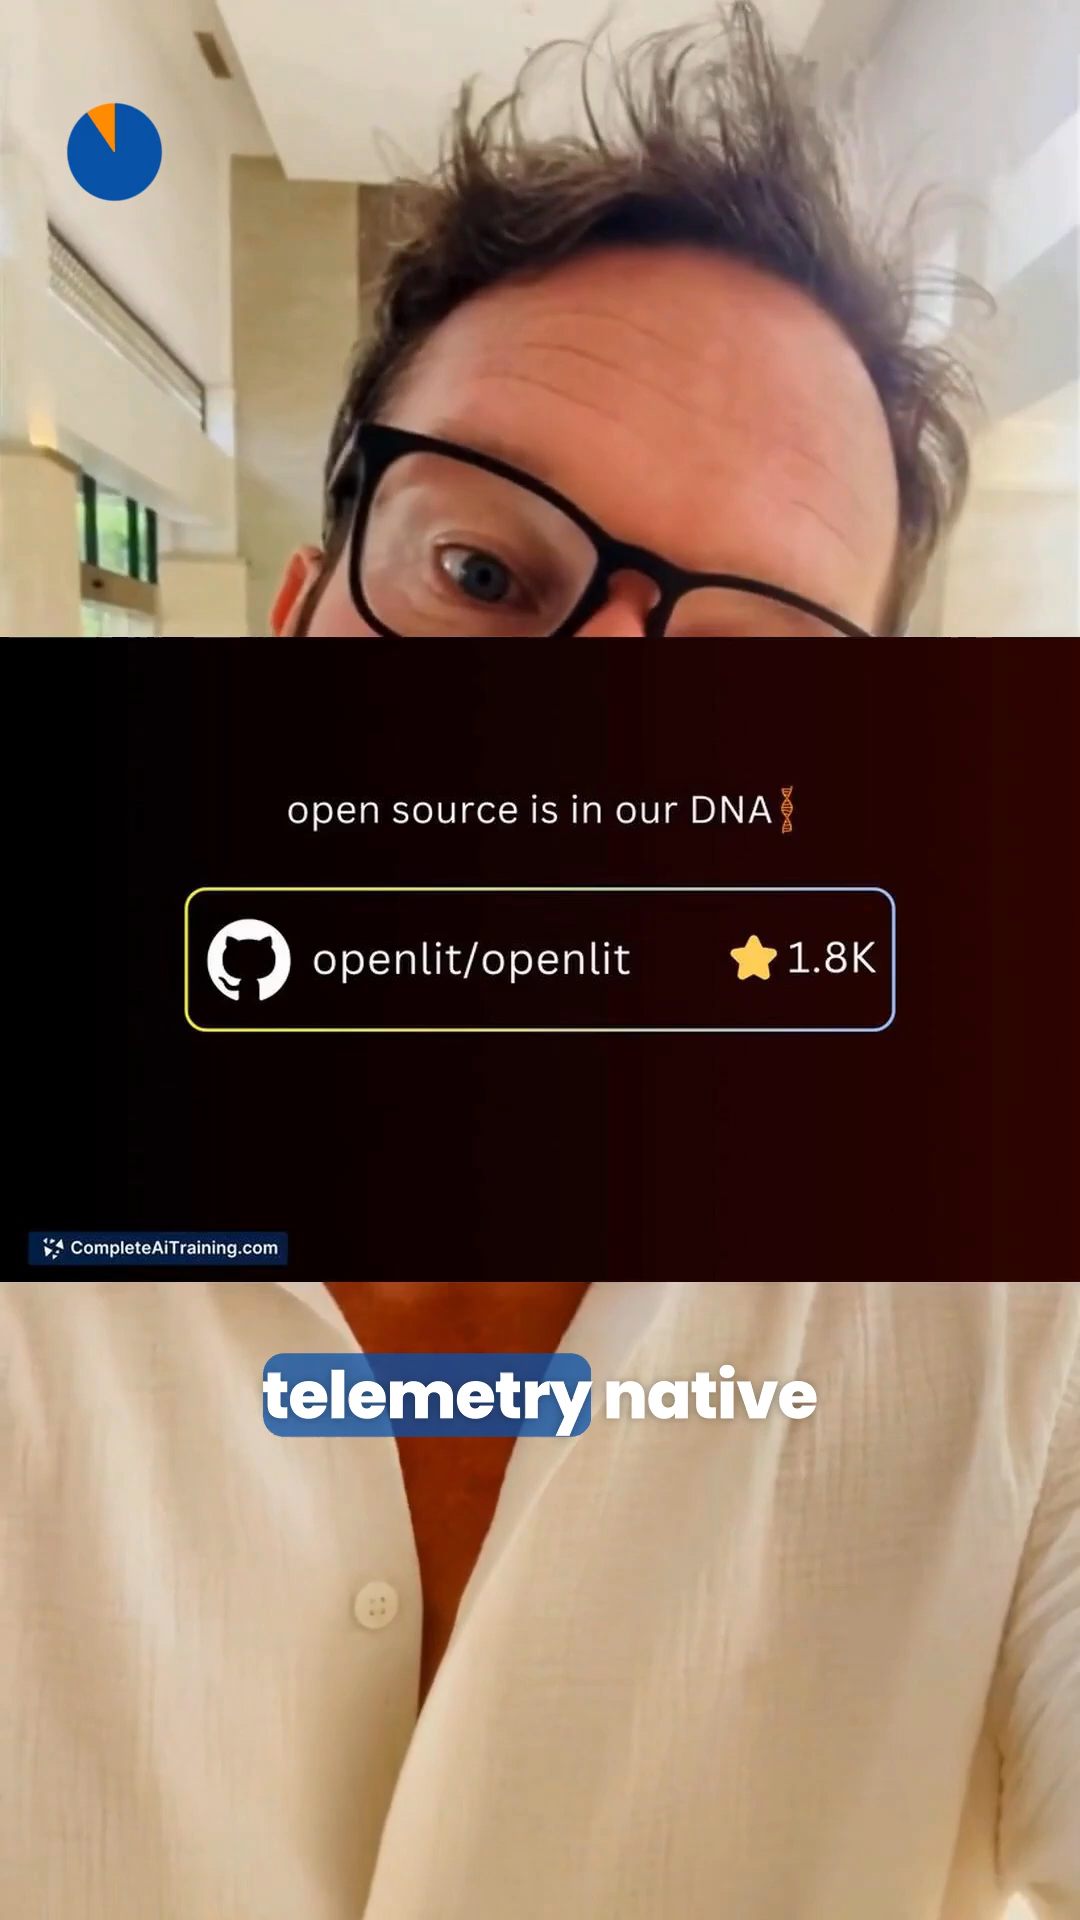 open source is in our DNA
openlit/openlit
1.8K
CompleteAiTraining.com
telemetry native